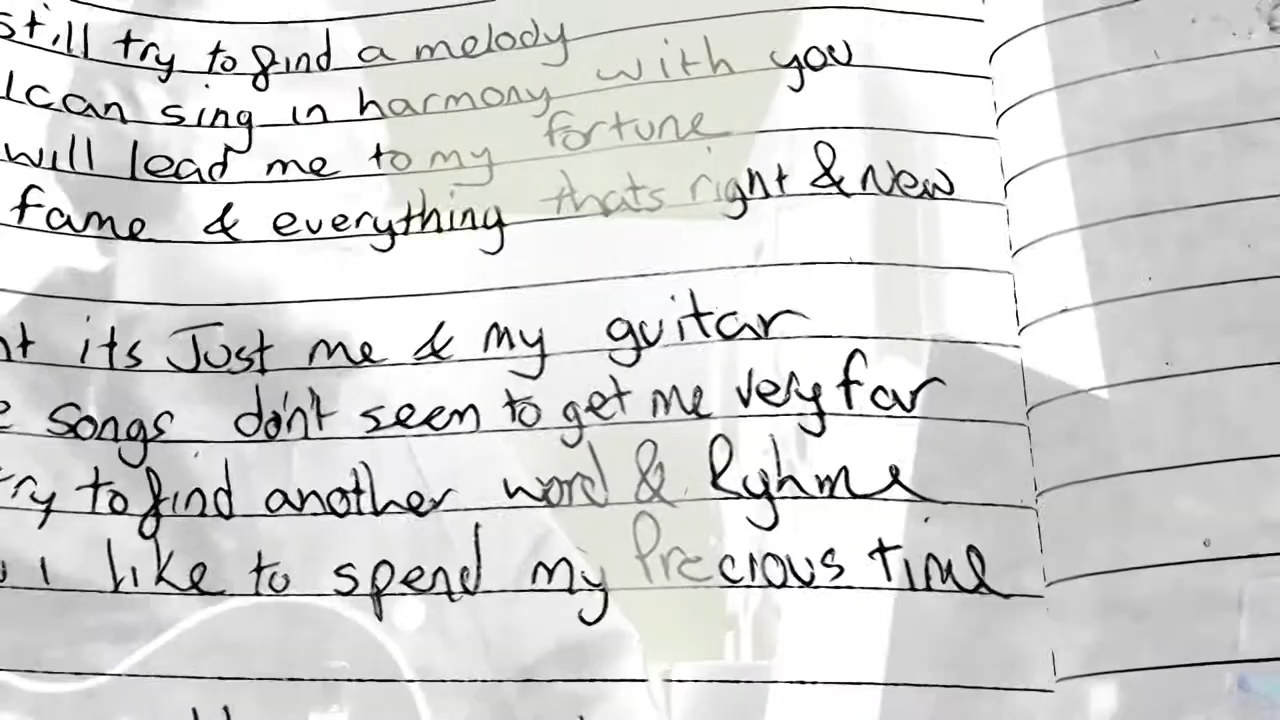 still try to find a melody
I can sing in harmony with you
will lead me to my fortune
fame & everything thats right & New
its Just me & my guitar
songs don't seem to get me very far
try to find another word & Ryhme
i like to spend my Precious time